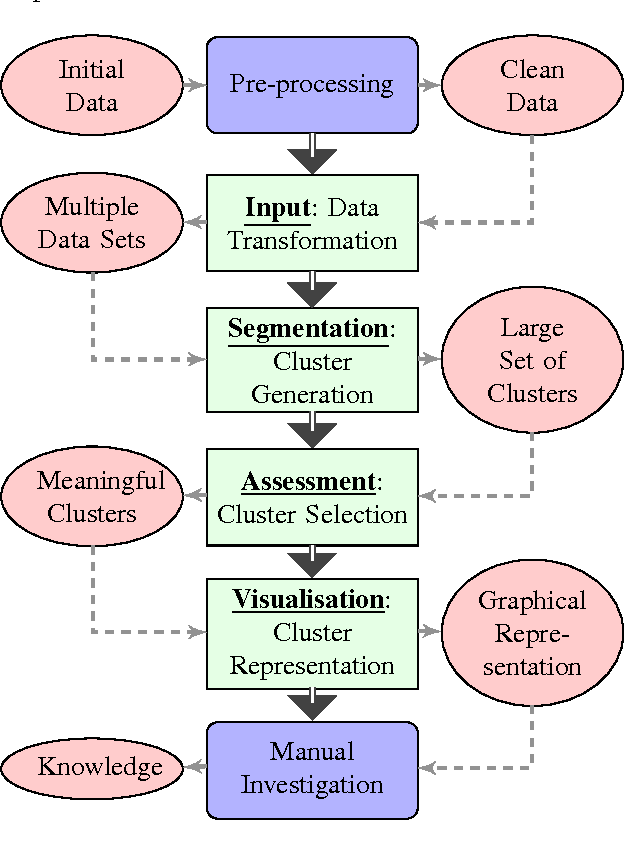 Initial
Data
Pre-processing
Clean
Data
Multiple
Data Sets
Input: Data
Transformation
Segmentation:
Cluster
Generation
Large
Set of
Clusters
Meaningful
Clusters
Assessment:
Cluster Selection
Visualisation:
Cluster
Representation
Graphical
Repre-
sentation
Knowledge
Manual
Investigation